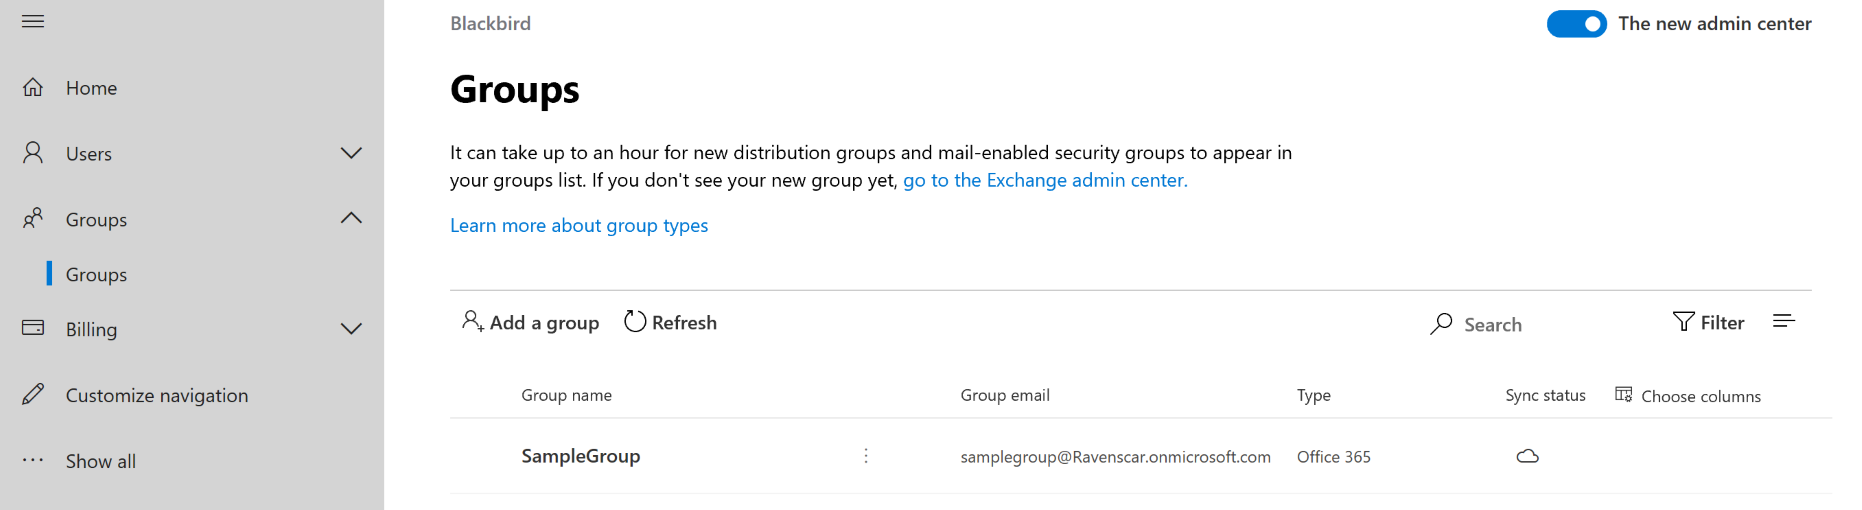 Blackbird
The new admin center
Home
Users
Groups
Groups
Billing
Customize navigation
Show all
Groups
It can take up to an hour for new distribution groups and mail-enabled security groups to appear in
your groups list. If you don't see your new group yet, go to the Exchange admin center.
Learn more about group types
Add a group Refresh Search Filter
Group name Group email Type Sync status Choose columns
SampleGroup samplegroup@Ravenscar.onmicrosoft.com Office 365